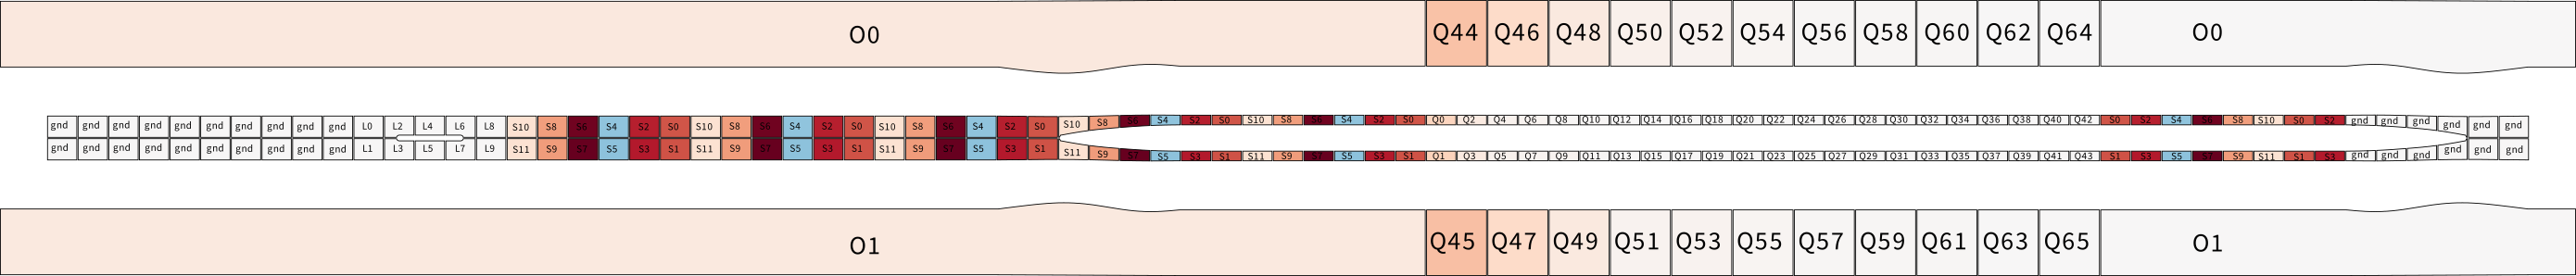 O0 Q44 Q46 Q48 Q50 Q52 Q54 Q56 Q58 Q60 Q62 Q64 O0
gnd gnd gnd gnd gnd gnd gnd gnd gnd gnd L0 L2 L4 L6 L8 S10 S8 S6 S4 S2 S0 S10 S8 S6 S4 S2 S0 S10 S8 S6 S4 S2 S0 S10 S8 S6 S4 S2 S0 S10 S8 S6 S4 S2 S0 Q0 Q2 Q4 Q6 Q8 Q10 Q12 Q14 Q16 Q18 Q20 Q22 Q24 Q26 Q28 Q30 Q32 Q34 Q36 Q38 Q40 Q42 S0 S2 S4 S6 S8 S10 S0 S2 gnd gnd gnd gnd gnd gnd
gnd gnd gnd gnd gnd gnd gnd gnd gnd gnd L1 L3 L5 L7 L9 S11 S9 S7 S5 S3 S1 S11 S9 S7 S5 S3 S1 S11 S9 S7 S5 S3 S1 S11 S9 S7 S5 S3 S1 S11 S9 S7 S5 S3 S1 Q1 Q3 Q5 Q7 Q9 Q11 Q13 Q15 Q17 Q19 Q21 Q23 Q25 Q27 Q29 Q31 Q33 Q35 Q37 Q39 Q41 Q43 S1 S3 S5 S7 S9 S11 S1 S3 gnd gnd gnd gnd gnd gnd
O1 Q45 Q47 Q49 Q51 Q53 Q55 Q57 Q59 Q61 Q63 Q65 O1